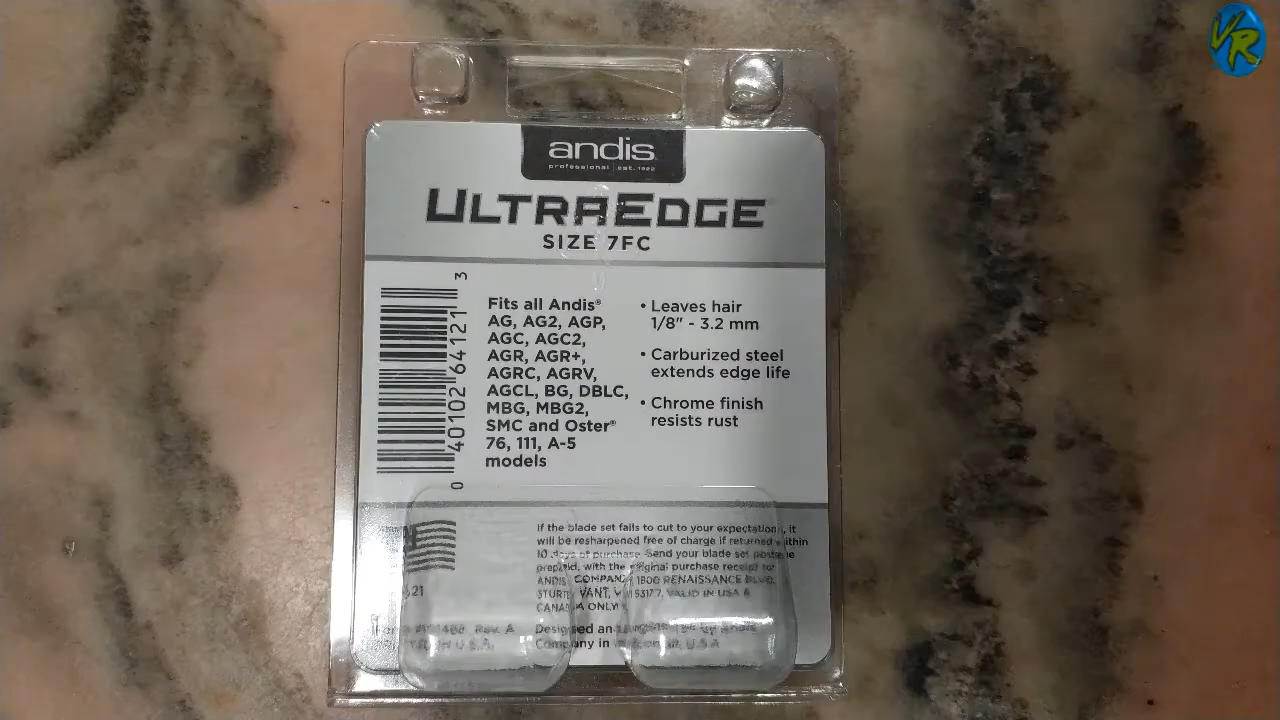 VR
andis
professional est. 1922
ULTRAEDGE
SIZE 7FC
0 40102 64121 3
Fits all Andis®
AG, AG2, AGP,
AGC, AGC2,
AGR, AGR+,
AGRC, AGRV,
AGCL, BG, DBLC,
MBG, MBG2,
SMC and Oster®
76, 111, A-5
models
• Leaves hair
1/8" - 3.2 mm
• Carburized steel
extends edge life
• Chrome finish
resists rust
If the blade set fails to cut to your expectations, it
will be resharpened free of charge if returned within
10 days of purchase. Send your blade set postage
prepaid, with the original purchase receipt to:
ANDIS COMPANY 1800 RENAISSANCE BLVD.
STURTEVANT, WI 53177. VALID IN USA &
CANADA ONLY
Rev. A
U.S.A.
Designed and by Andis
Company in U.S.A